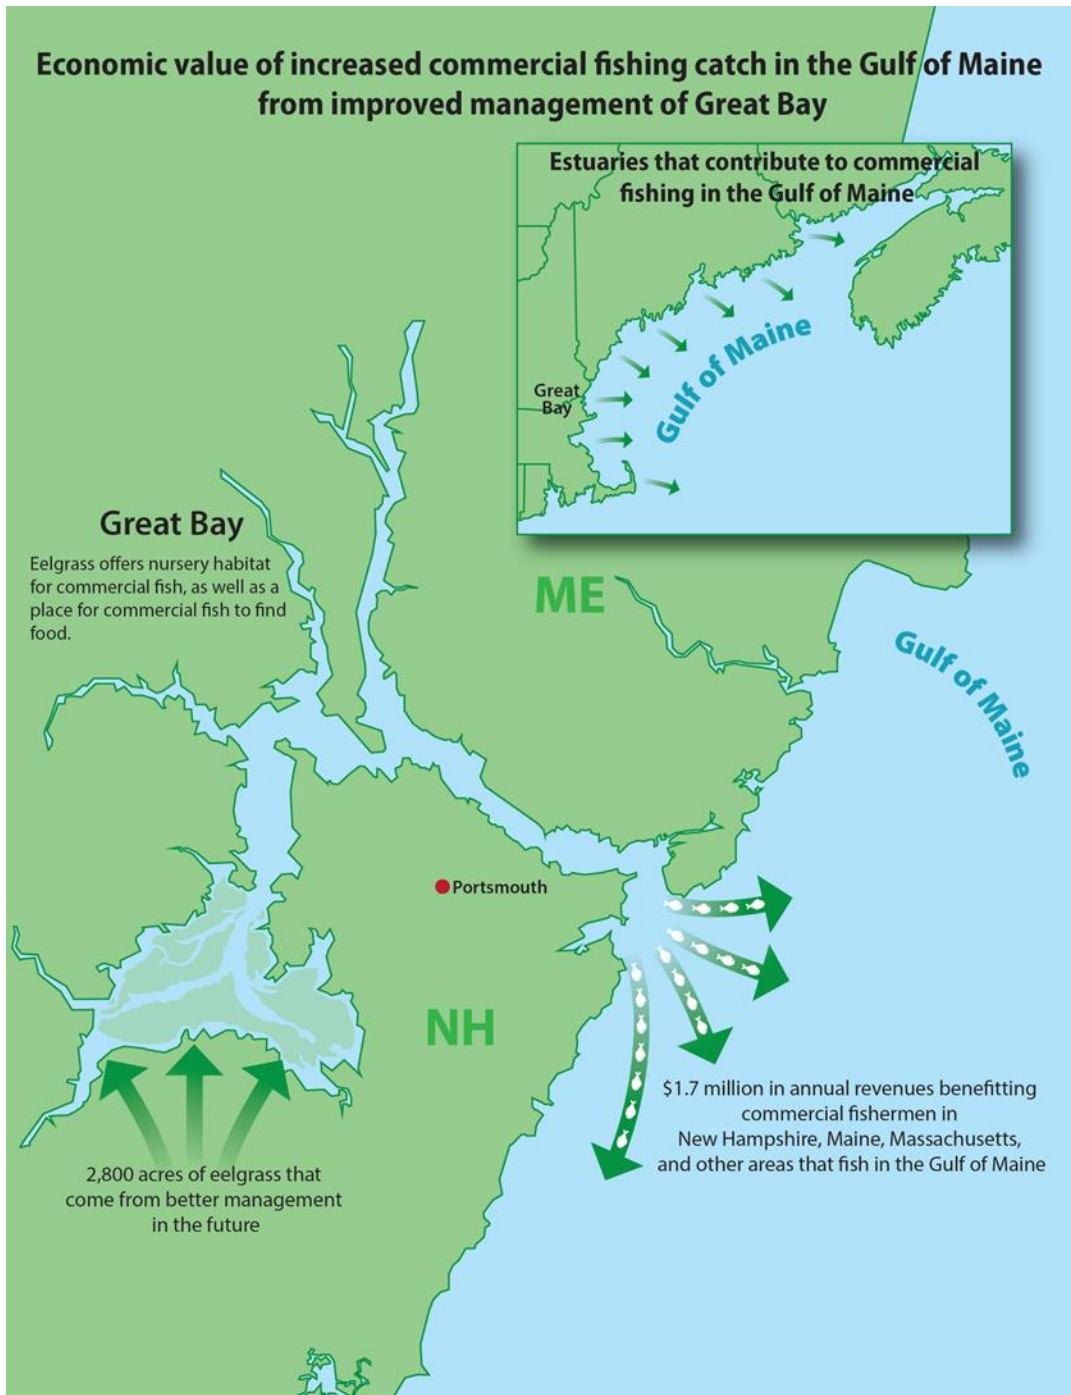 Economic value of increased commercial fishing catch in the Gulf of Maine
from improved management of Great Bay
Estuaries that contribute to commercial
fishing in the Gulf of Maine
Gulf of Maine
Great
Bay
Great Bay
Eelgrass offers nursery habitat
for commercial fish, as well as a
place for commercial fish to find
food.
ME
Gulf of Maine
Portsmouth
NH
$1.7 million in annual revenues benefitting
commercial fishermen in
New Hampshire, Maine, Massachusetts,
and other areas that fish in the Gulf of Maine
2,800 acres of eelgrass that
come from better management
in the future